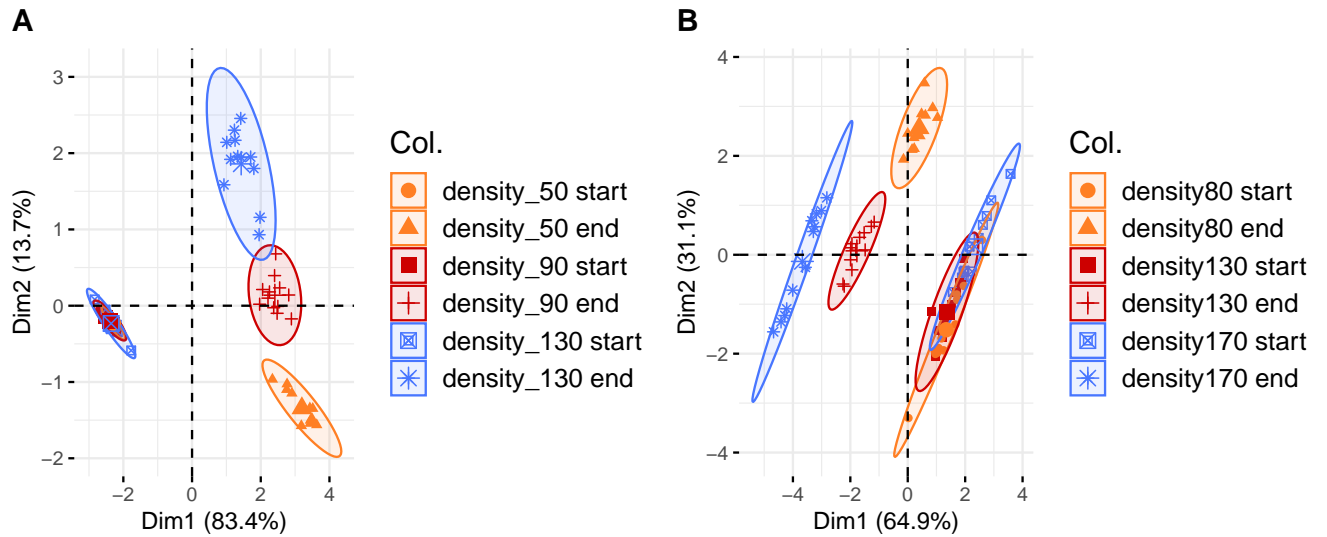 A
Dim2 (13.7%)
3
2
1
0
−1
−2
−2
0
2
4
Dim1 (83.4%)
Col.
density_50 start
density_50 end
density_90 start
density_90 end
density_130 start
density_130 end
B
Dim2 (31.1%)
4
2
0
−2
−4
−4
−2
0
2
4
Dim1 (64.9%)
Col.
density80 start
density80 end
density130 start
density130 end
density170 start
density170 end